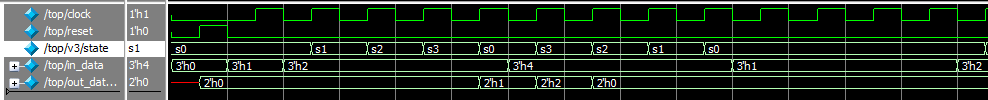 /top/clock 1'h1
/top/reset 1'h0
/top/v3/state s1 s0 s1 s2 s3 s0 s3 s2 s1 s0
/top/in_data 3'h4 3'h0 3'h1 3'h2 3'h4 3'h1 3'h2
/top/out_dat... 2'h0 2'h0 2'h1 2'h2 2'h0